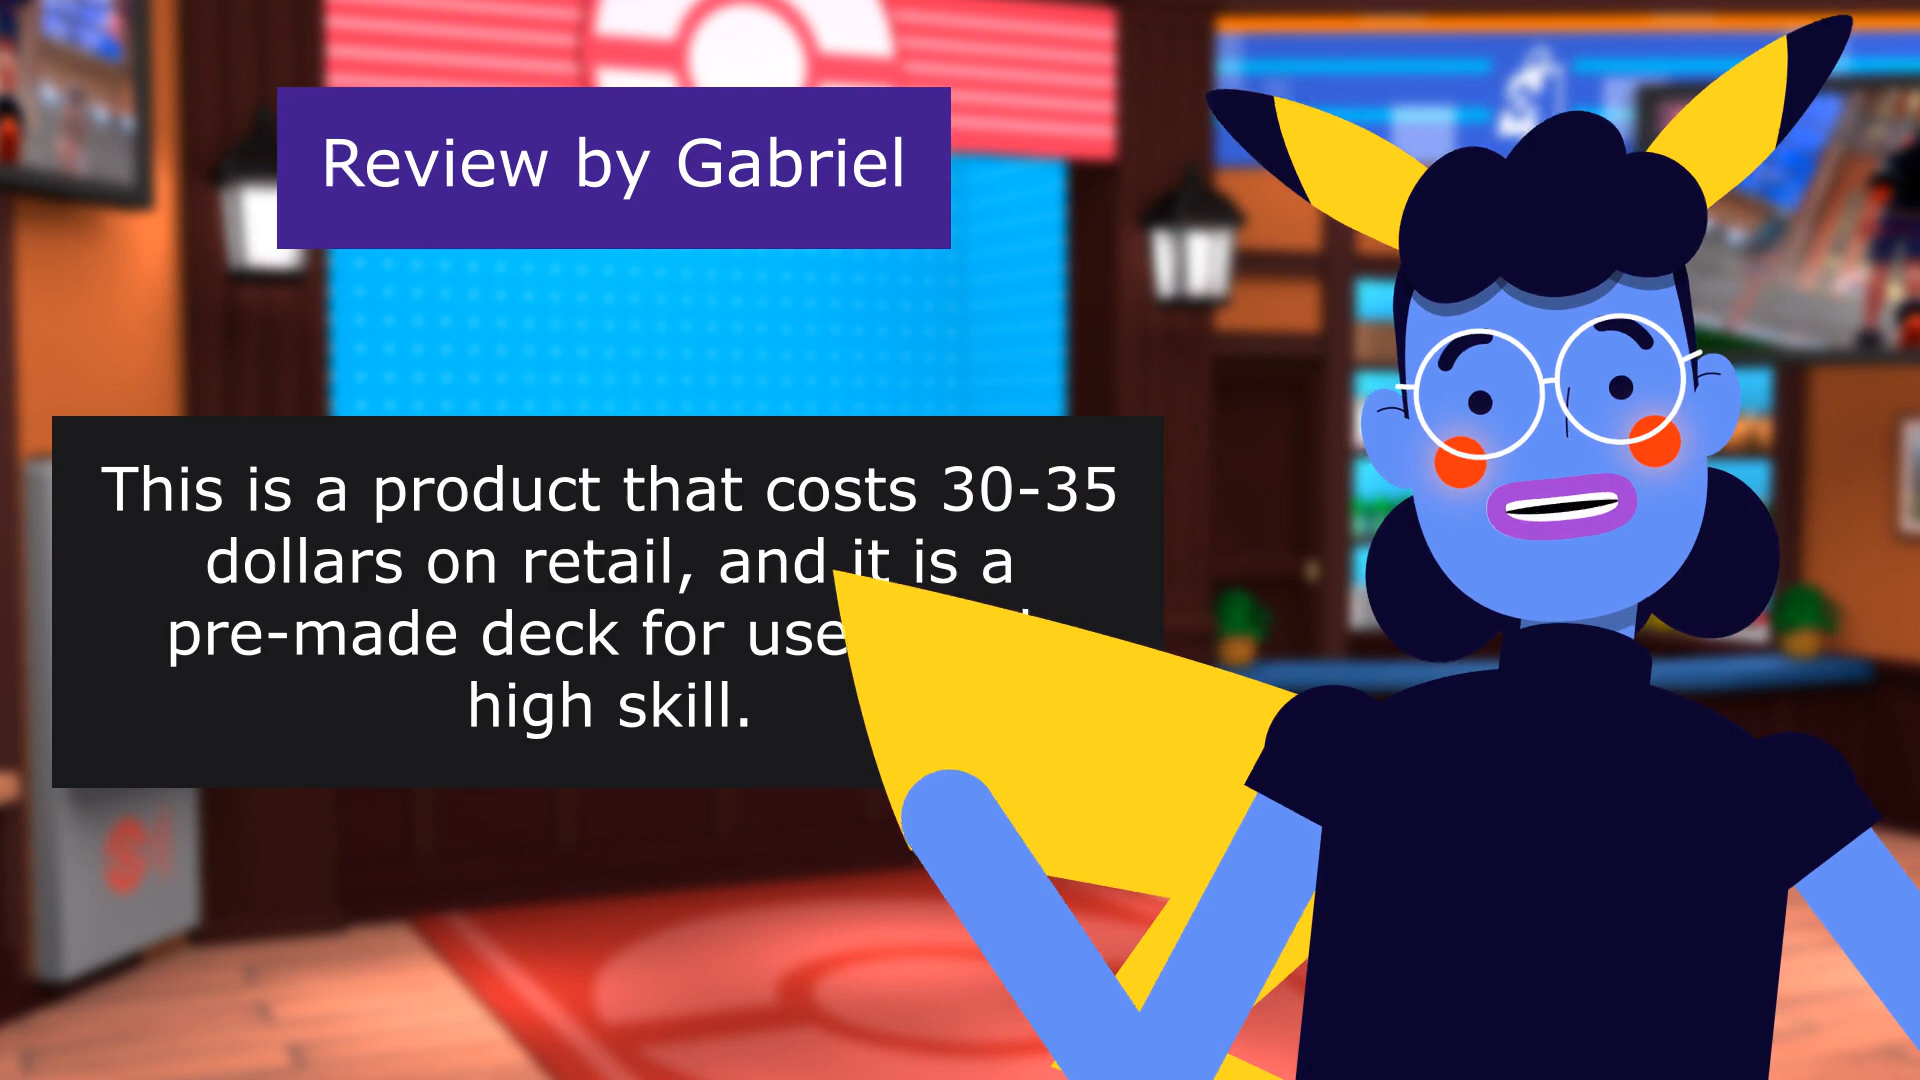 Review by Gabriel
This is a product that costs 30-35
dollars on retail, and it is a
pre-made deck for use
high skill.